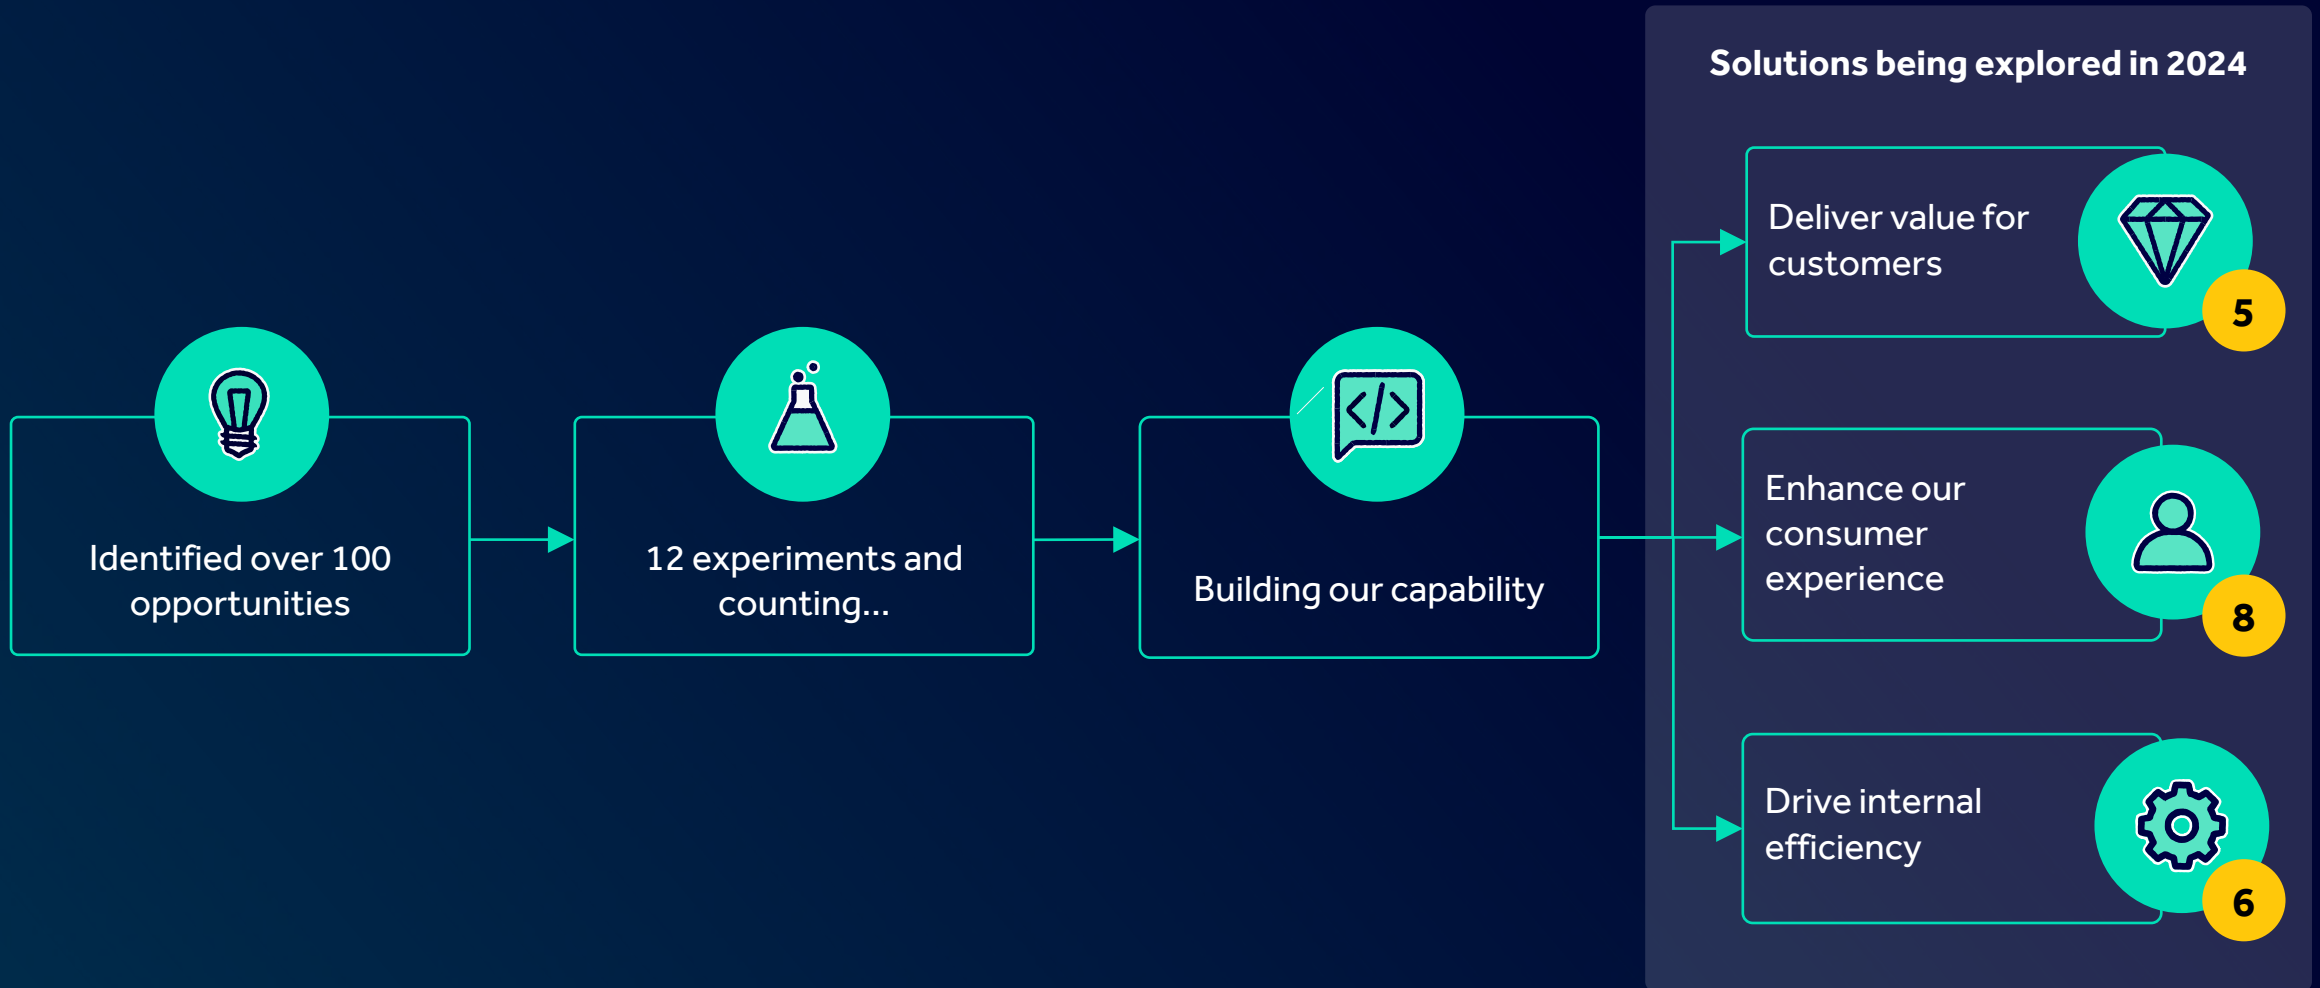 Solutions being explored in 2024
Identified over 100
opportunities
12 experiments and
counting...
Building our capability
Deliver value for
customers
5
Enhance our
consumer
experience
8
Drive internal
efficiency
6